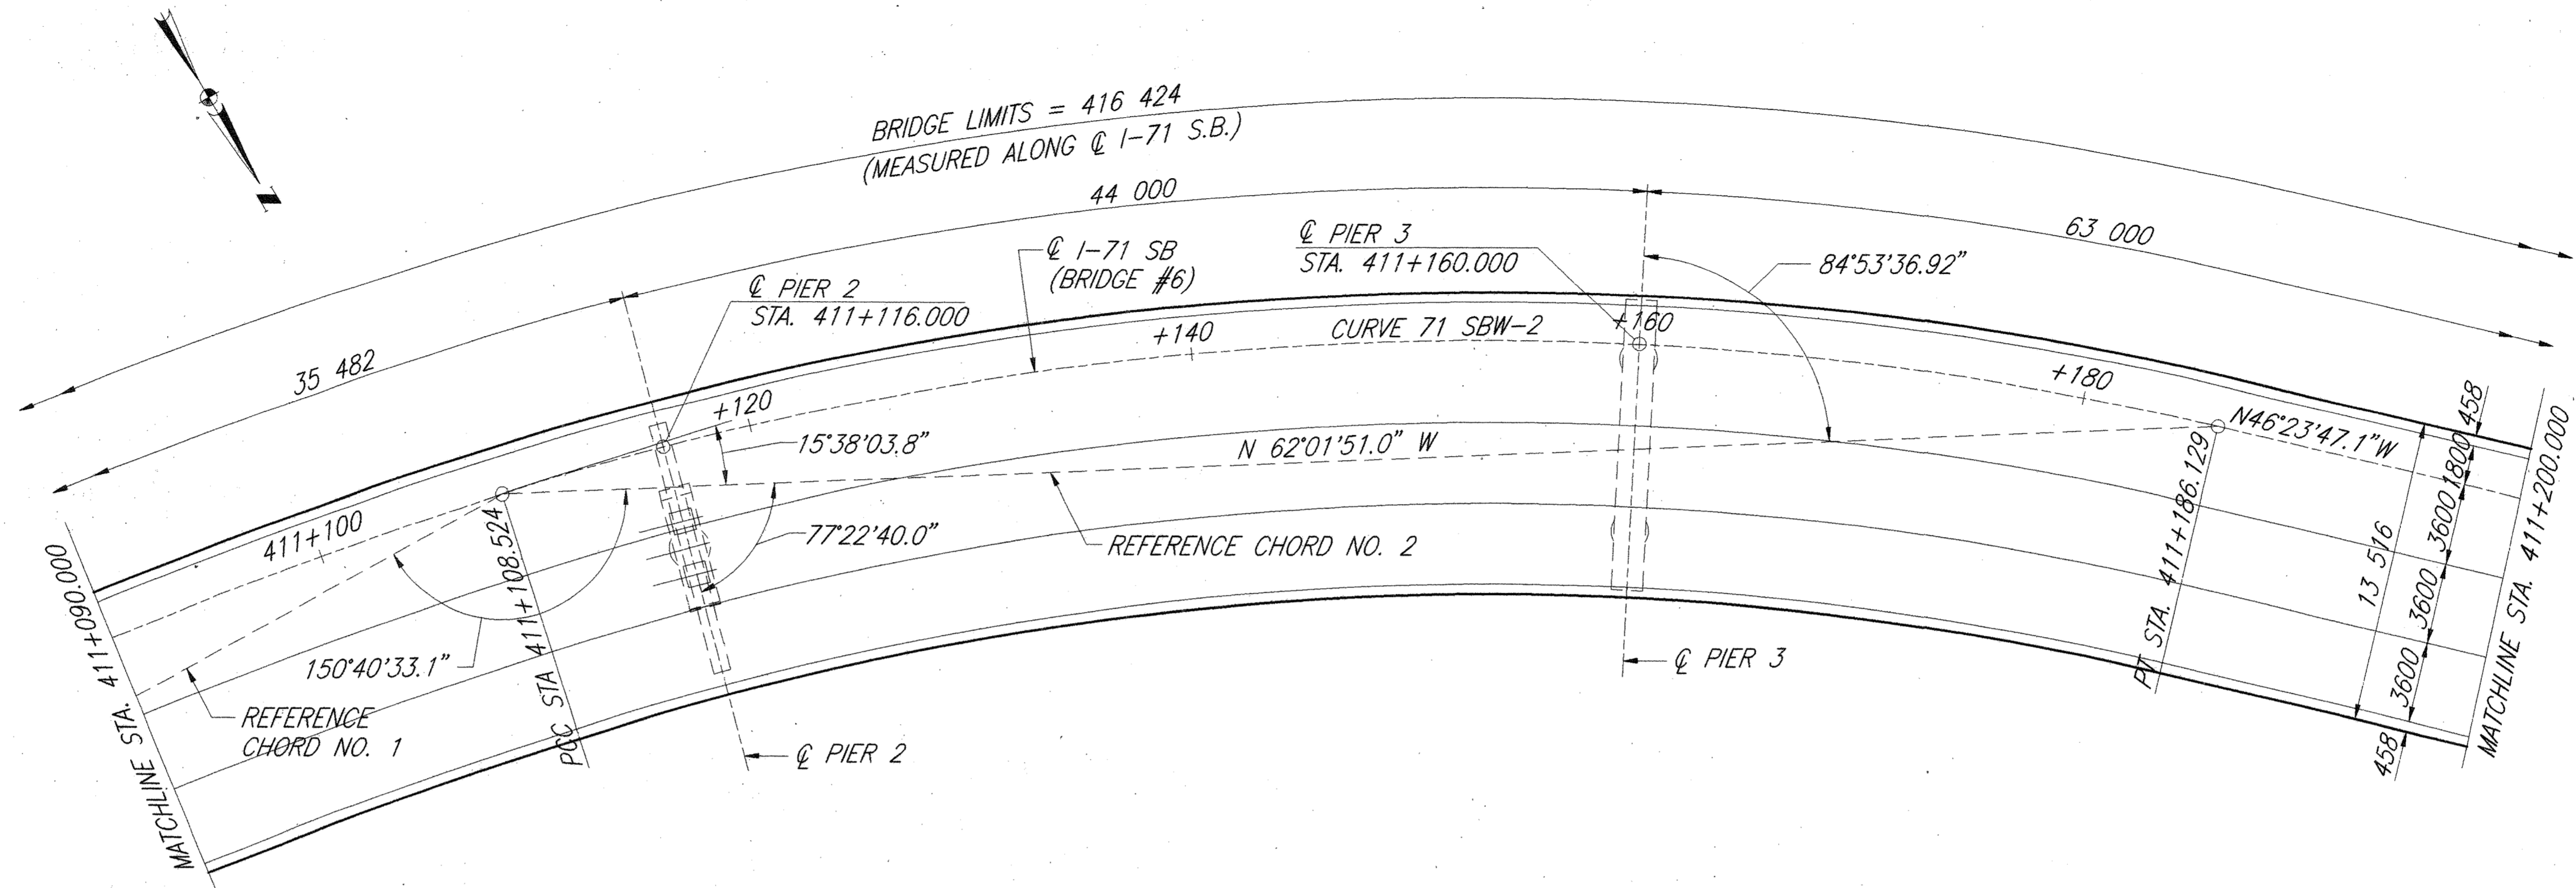 BRIDGE LIMITS = 416 424
(MEASURED ALONG ℄ I-71 S.B.)
44 000
63 000
35 482
℄ I-71 SB
(BRIDGE #6)
℄ PIER 3
STA. 411+160.000
84°53'36.92"
℄ PIER 2
STA. 411+116.000
+120
+140
CURVE 71 SBW-2
+160
+180
411+100
15°38'03.8"
N 62°01'51.0" W
N46°23'47.1"W
77°22'40.0"
REFERENCE CHORD NO. 2
150°40'33.1"
REFERENCE
CHORD NO. 1
MATCHLINE STA. 411+090.000
PCC STA 411+108.524
℄ PIER 2
℄ PIER 3
PT STA. 411+186.129
458
1800
3600
3600
3600
458
13 516
MATCHLINE STA. 411+200.000
N